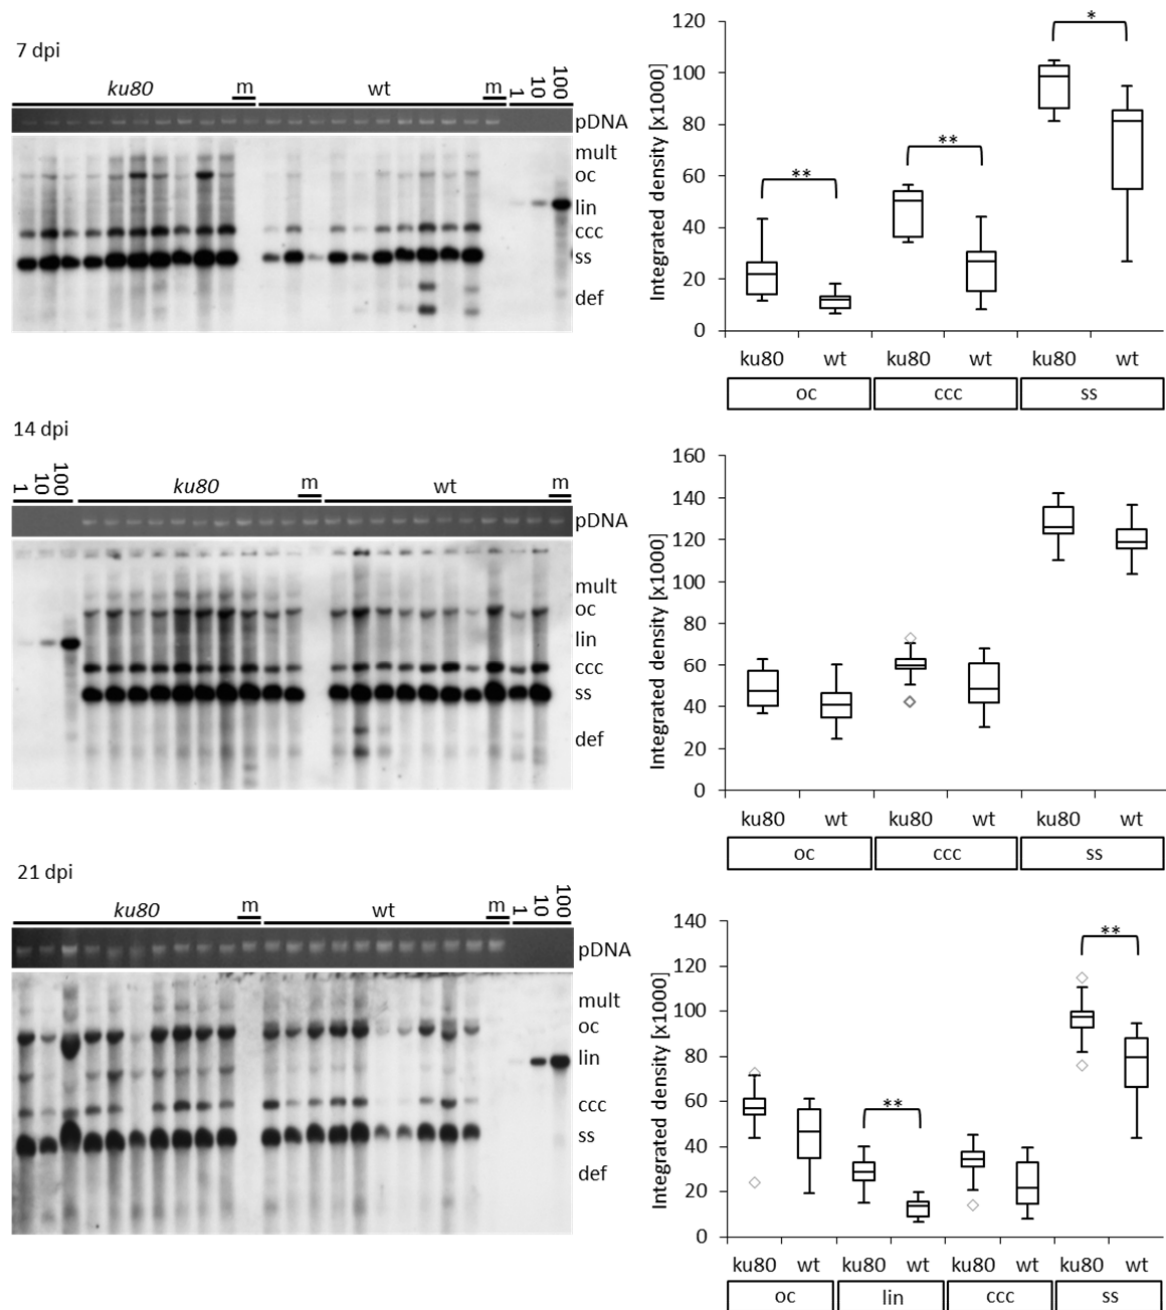 7 dpi
ku80 m wt m 1 10 100
pDNA
mult
oc
lin
ccc
ss
def
Integrated density [x1000]
120
100
80
60
40
20
0
** ** *
ku80 wt ku80 wt ku80 wt
oc ccc ss
14 dpi
1 10 100 ku80 m wt m
pDNA
mult
oc
lin
ccc
ss
def
Integrated density [x1000]
160
140
120
100
80
60
40
20
0
ku80 wt ku80 wt ku80 wt
oc ccc ss
21 dpi
ku80 m wt m 1 10 100
pDNA
mult
oc
lin
ccc
ss
def
Integrated density [x1000]
140
120
100
80
60
40
20
0
** **
ku80 wt ku80 wt ku80 wt ku80 wt
oc lin ccc ss